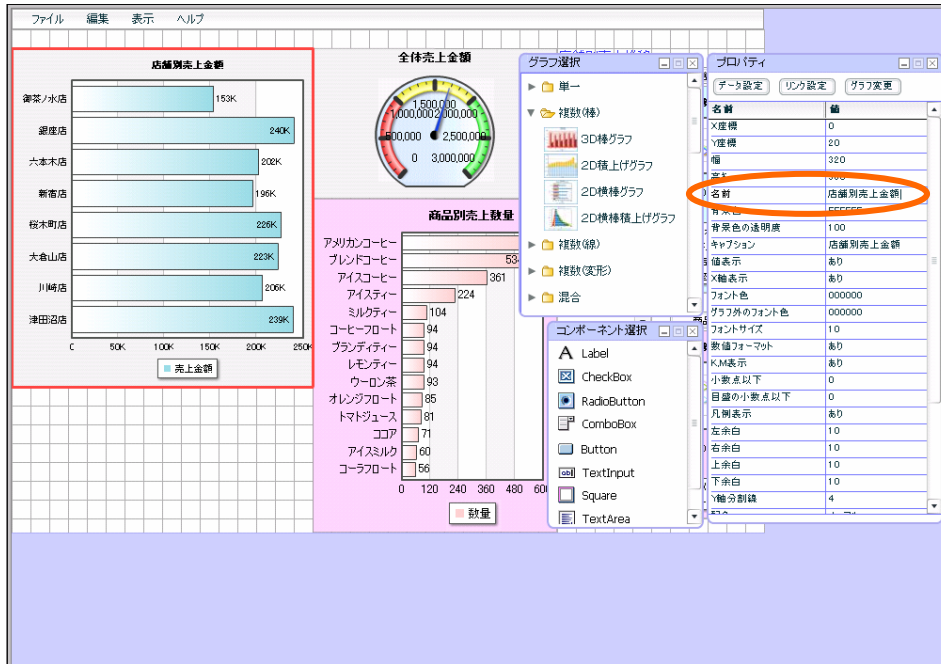 ファイル 編集 表示 ヘルプ
店舗別売上金額
御茶ノ水店 153K
銀座店 240K
六本木店 202K
新宿店 195K
桜木町店 226K
大倉山店 223K
川崎店 206K
津田沼店 239K
0 50K 100K 150K 200K 250K
売上金額
全体売上金額
0 500,000 1,000,000 1,500,000 2,000,000 2,500,000 3,000,000
商品別売上数量
アメリカンコーヒー
ブレンドコーヒー
アイスコーヒー 361
アイスティー 224
ミルクティー 104
コーヒーフロート 94
ブランディティー 94
レモンティー 94
ウーロン茶 93
オレンジフロート 85
トマトジュース 81
ココア 71
アイスミルク 60
コーラフロート 56
0 120 240 360 480
数量
グラフ選択
単一
複数(棒)
3D棒グラフ
2D積上げグラフ
2D横棒グラフ
2D横棒積上げグラフ
複数(線)
複数(変形)
混合
コンポーネント選択
Label
CheckBox
RadioButton
ComboBox
Button
TextInput
Square
TextArea
プロパティ
データ設定 リンク設定 グラフ変更
名前 値
X座標 0
Y座標 20
幅 320
名前 店舗別売上金額
背景色の透明度 100
キャプション 店舗別売上金額
値表示 あり
X軸表示 あり
フォント色 000000
グラフ外のフォント色 000000
フォントサイズ 10
数値フォーマット あり
K,M表示 あり
小数点以下 0
目盛の小数点以下 0
凡例表示 あり
左余白 10
右余白 10
上余白 10
下余白 10
Y軸分割線 4